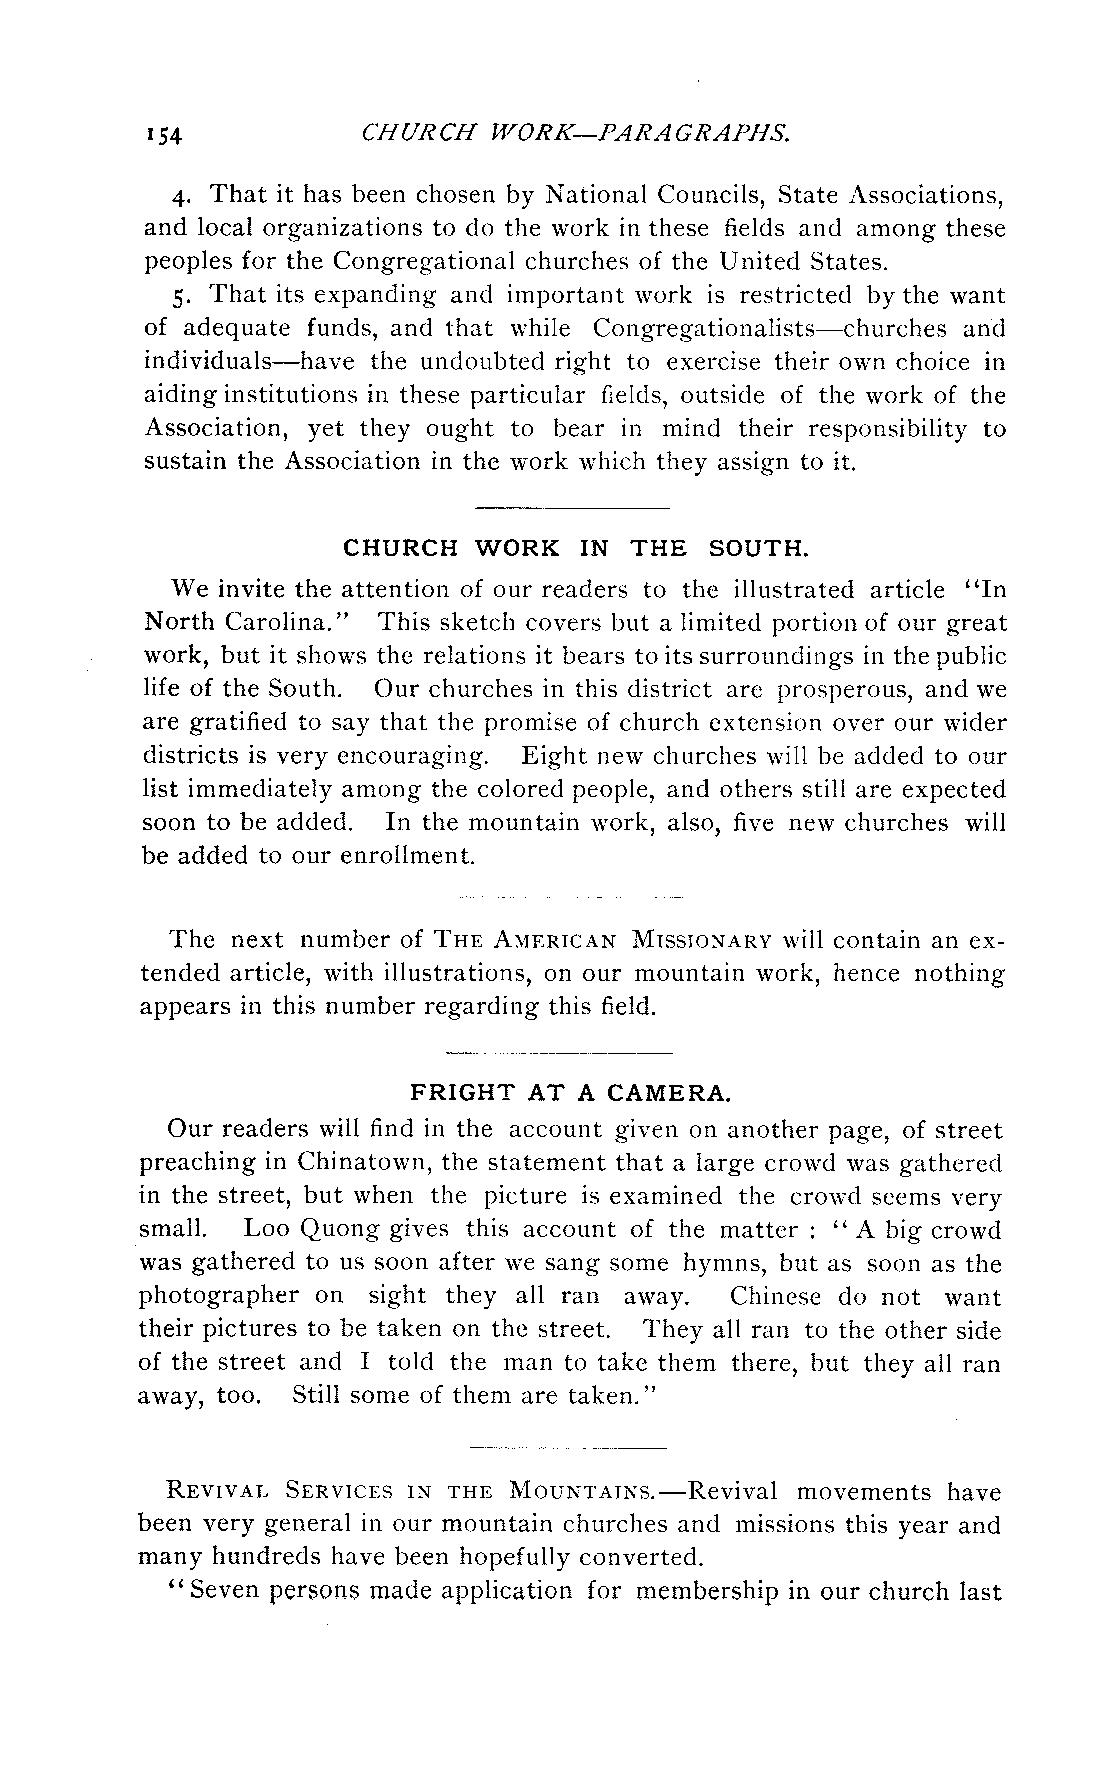 154 CHURCH WORK—PARAGRAPHS.
4. That it has been chosen by National Councils, State Associations,
and local organizations to do the work in these fields and among these
peoples for the Congregational churches of the United States.
5. That its expanding and important work is restricted by the want
of adequate funds, and that while Congregationalists—churches and
individuals—have the undoubted right to exercise their own choice in
aiding institutions in these particular fields, outside of the work of the
Association, yet they ought to bear in mind their responsibility to
sustain the Association in the work which they assign to it.
CHURCH WORK IN THE SOUTH.
We invite the attention of our readers to the illustrated article "In
North Carolina." This sketch covers but a limited portion of our great
work, but it shows the relations it bears to its surroundings in the public
life of the South. Our churches in this district are prosperous, and we
are gratified to say that the promise of church extension over our wider
districts is very encouraging. Eight new churches will be added to our
list immediately among the colored people, and others still are expected
soon to be added. In the mountain work, also, five new churches will
be added to our enrollment.
The next number of THE AMERICAN MISSIONARY will contain an ex-
tended article, with illustrations, on our mountain work, hence nothing
appears in this number regarding this field.
FRIGHT AT A CAMERA.
Our readers will find in the account given on another page, of street
preaching in Chinatown, the statement that a large crowd was gathered
in the street, but when the picture is examined the crowd seems very
small. Loo Quong gives this account of the matter : " A big crowd
was gathered to us soon after we sang some hymns, but as soon as the
photographer on sight they all ran away. Chinese do not want
their pictures to be taken on the street. They all ran to the other side
of the street and I told the man to take them there, but they all ran
away, too. Still some of them are taken."
REVIVAL SERVICES IN THE MOUNTAINS.—Revival movements have
been very general in our mountain churches and missions this year and
many hundreds have been hopefully converted.
" Seven persons made application for membership in our church last